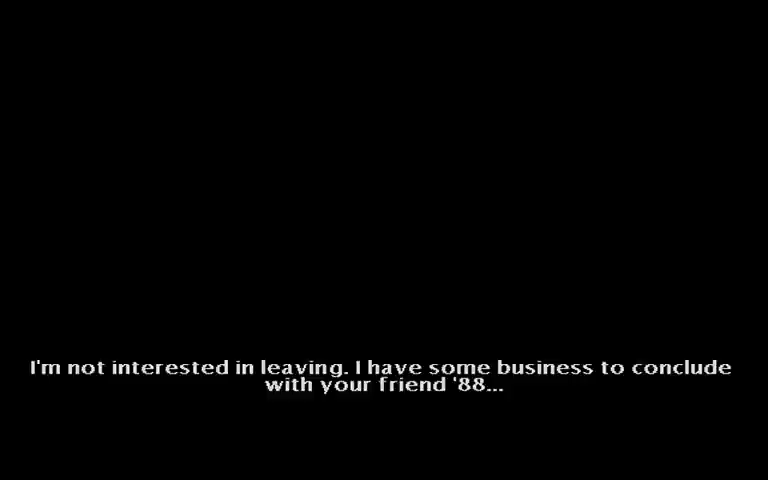 I'm not interested in leaving. I have some business to conclude
with your friend '88...